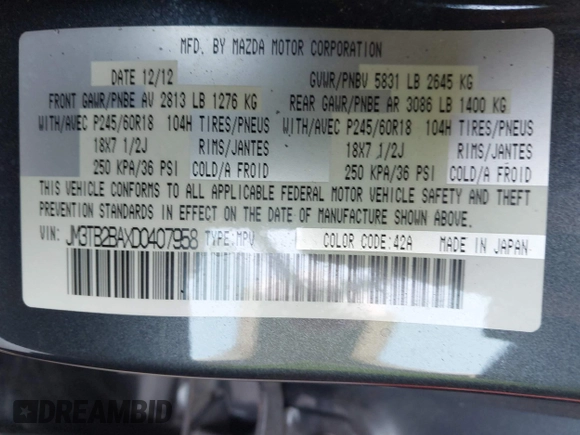 MFD. BY MAZDA MOTOR CORPORATION
DATE 12/12 GVWR/PNBV 5831 LB 2645 KG
FRONT GAWR/PNBE AV 2813 LB 1276 KG REAR GAWR/PNBE AR 3086 LB 1400 KG
WITH/AVEC P245/60R18 104H TIRES/PNEUS WITH/AVEC P245/60R18 104H TIRES/PNEUS
18X7 1/2J RIMS/JANTES 18X7 1/2J RIMS/JANTES
250 KPA/36 PSI COLD/A FROID 250 KPA/36 PSI COLD/A FROID
THIS VEHICLE CONFORMS TO ALL APPLICABLE FEDERAL MOTOR VEHICLE SAFETY AND THEFT
PREVENTION STANDARDS IN EFFECT ON THE DATE OF MANUFACTURE SHOWN ABOVE.
VIN: JM3TB2BAXD0407958 TYPE: MPV COLOR CODE: 42A MADE IN JAPAN
DREAMBID